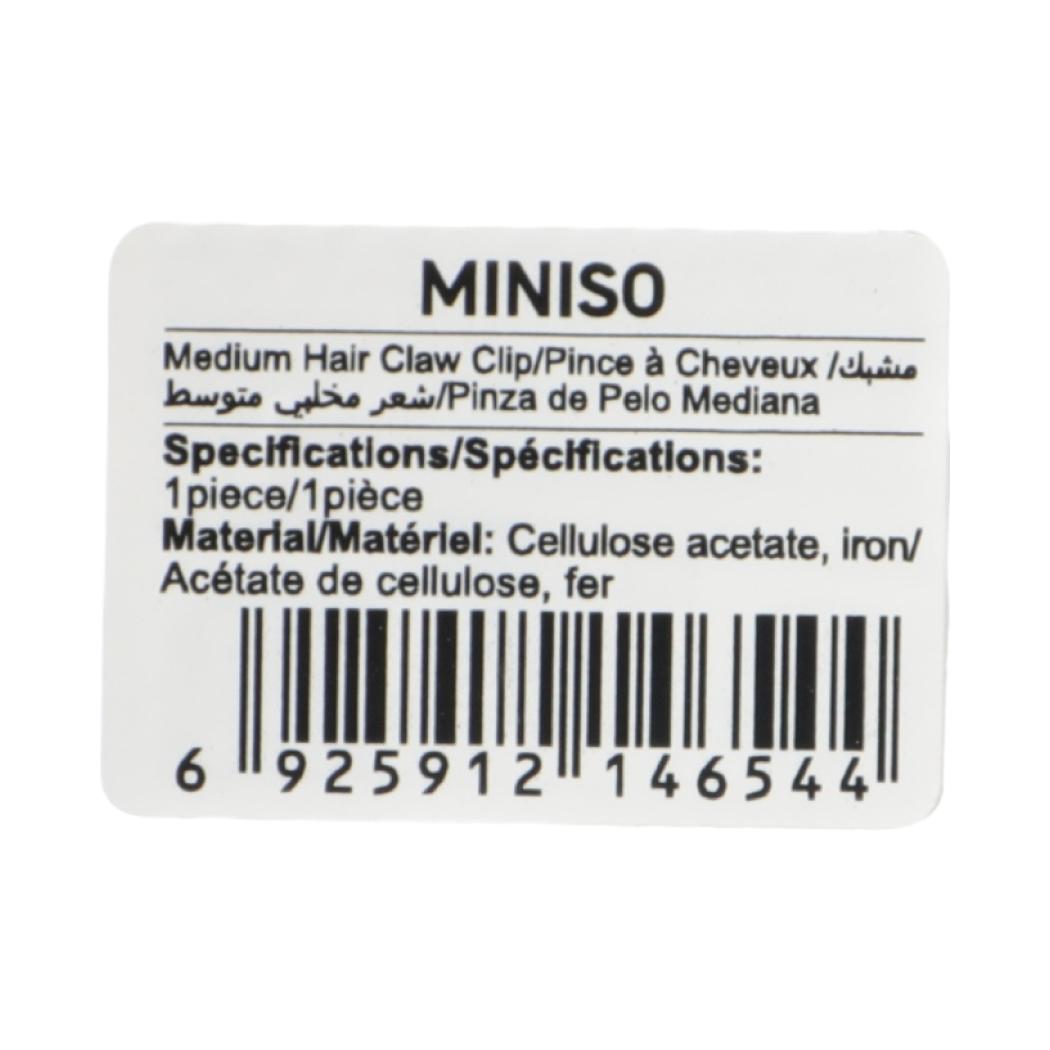 MINISO
Medium Hair Claw Clip/Pince à Cheveux /مشبك
شعر مخلبي متوسط/Pinza de Pelo Mediana
Specifications/Spécifications:
1piece/1pièce
Material/Matériel: Cellulose acetate, iron/
Acétate de cellulose, fer
6 925912 146544